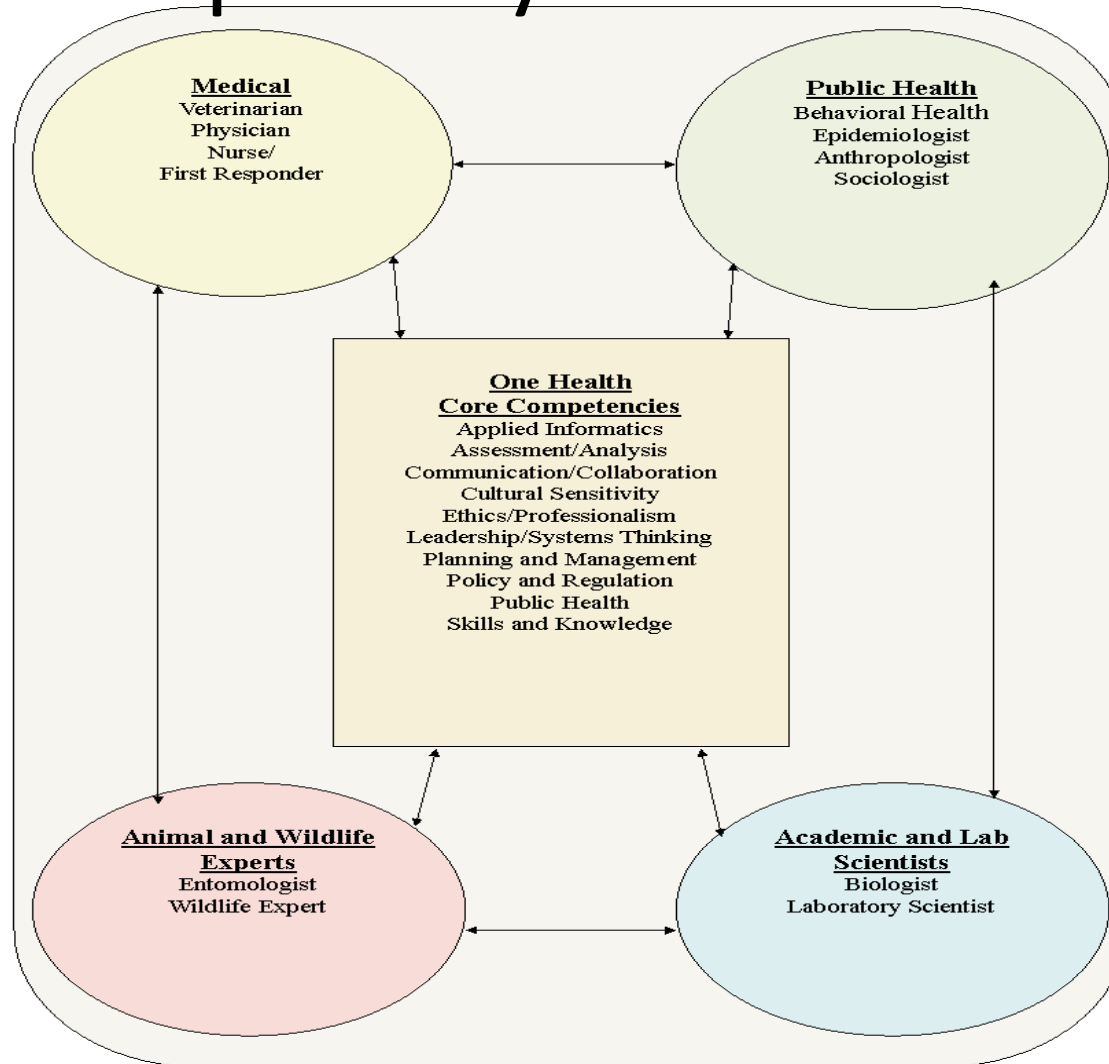 Medical
Veterinarian
Physician
Nurse/
First Responder
Public Health
Behavioral Health
Epidemiologist
Anthropologist
Sociologist
One Health
Core Competencies
Applied Informatics
Assessment/Analysis
Communication/Collaboration
Cultural Sensitivity
Ethics/Professionalism
Leadership/Systems Thinking
Planning and Management
Policy and Regulation
Public Health
Skills and Knowledge
Animal and Wildlife
Experts
Entomologist
Wildlife Expert
Academic and Lab
Scientists
Biologist
Laboratory Scientist